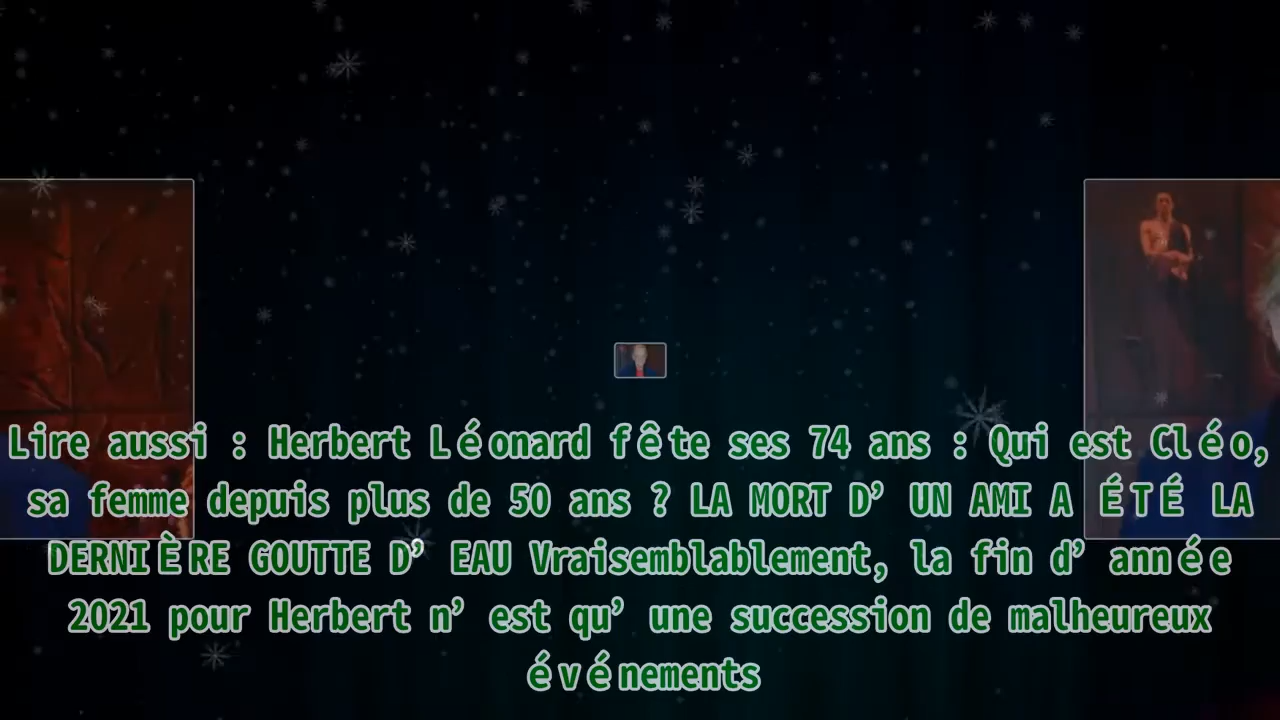 Lire aussi : Herbert Léonard fête ses 74 ans : Qui est Cléo,
sa femme depuis plus de 50 ans ? LA MORT D’ UN AMI A ÉTÉ LA
DERNIÈRE GOUTTE D’ EAU Vraisemblablement, la fin d’ année
2021 pour Herbert n’ est qu’ une succession de malheureux
événements